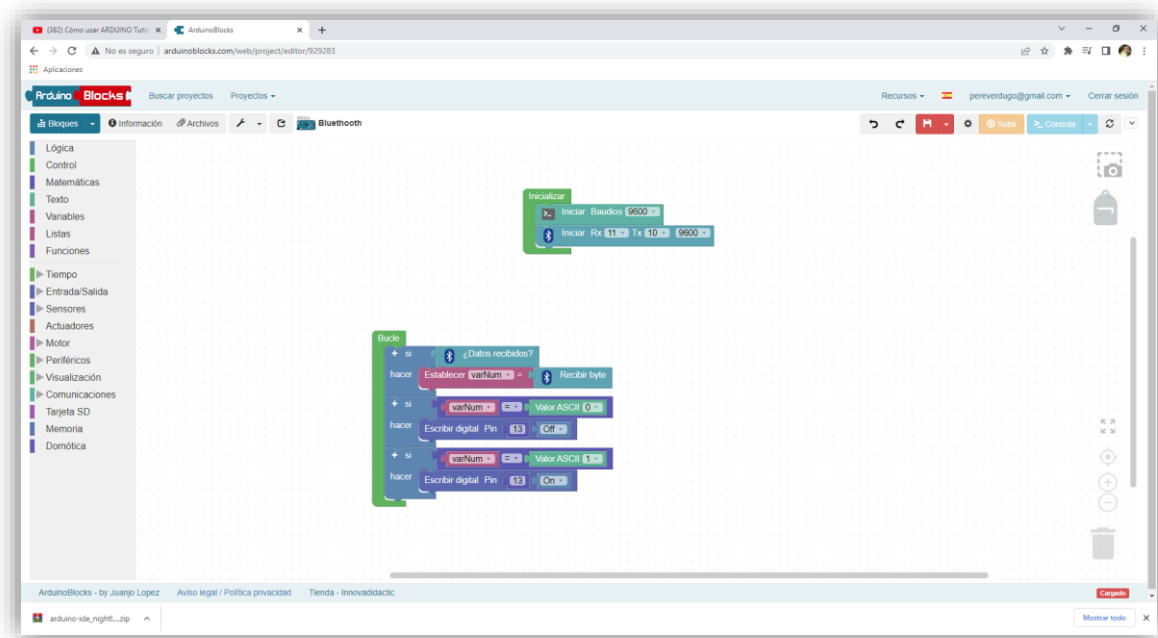 (382) Cómo usar ARDUINO Tutor
ArduinoBlocks
No es seguro | arduinoblocks.com/web/project/editor/929283
Aplicaciones
Arduino Blocks Buscar proyectos Proyectos Recursos pereverdugo@gmail.com Cerrar sesión
Bloques Información Archivos Bluethooth Subir Consola
Lógica
Control
Matemáticas
Texto
Variables
Listas
Funciones
Tiempo
Entrada/Salida
Sensores
Actuadores
Motor
Periféricos
Visualización
Comunicaciones
Tarjeta SD
Memoria
Domótica
Inicializar
Iniciar Baudios 9600
Iniciar Rx 11 Tx 10 9600
Bucle
+ si ¿Datos recibidos?
hacer Establecer varNum = Recibir byte
+ si varNum = Valor ASCII 0
hacer Escribir digital Pin 13 Off
+ si varNum = Valor ASCII 1
hacer Escribir digital Pin 13 On
ArduinoBlocks - by Juanjo Lopez Aviso legal / Política privacidad Tienda - Innovadidactic Cargado
arduino-ide_nightl....zip Mostrar todo